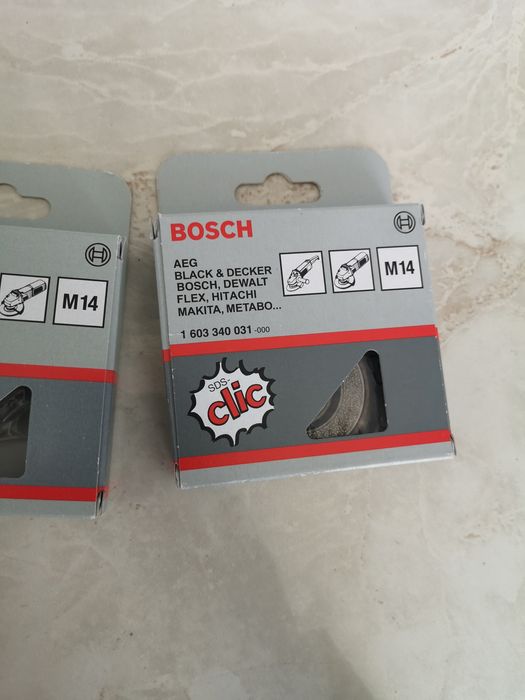 M14
BOSCH
AEG
BLACK & DECKER
BOSCH, DEWALT
FLEX, HITACHI
MAKITA, METABO...
M14
1 603 340 031-000
SDS-
clic